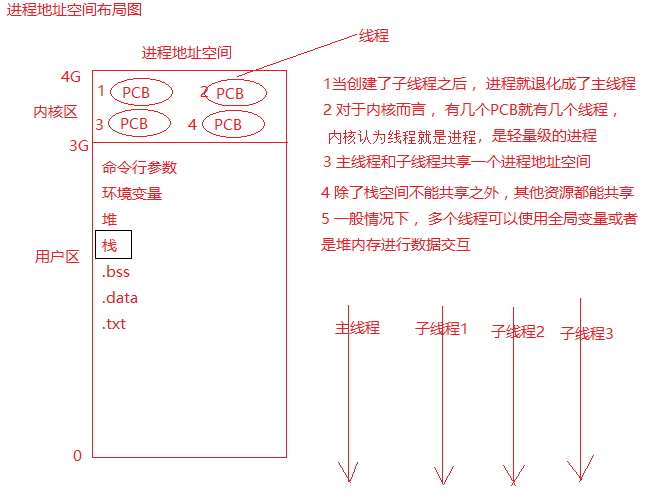 进程地址空间布局图
线程
进程地址空间
4G
内核区
3G
1 PCB
2 PCB
3 PCB
4 PCB
命令行参数
环境变量
堆
栈
.bss
.data
.txt
用户区
0
1当创建了子线程之后，进程就退化成了主线程
2 对于内核而言，有几个PCB就有几个线程，
内核认为线程就是进程，是轻量级的进程
3 主线程和子线程共享一个进程地址空间
4 除了栈空间不能共享之外，其他资源都能共享
5 一般情况下，多个线程可以使用全局变量或者
是堆内存进行数据交互
主线程
子线程1
子线程2
子线程3